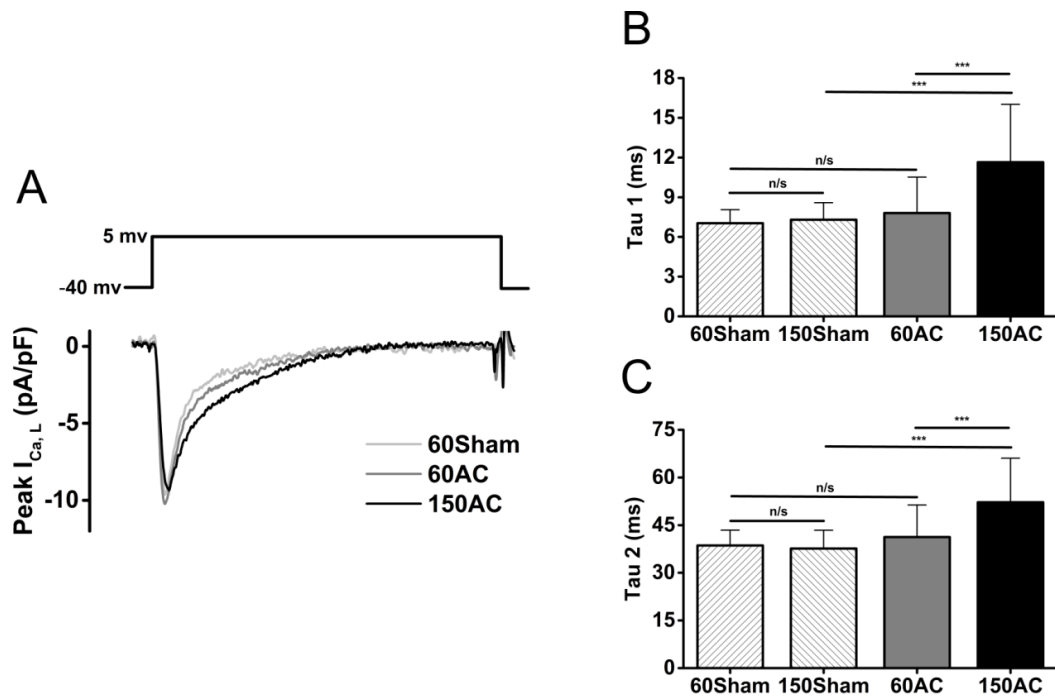 A
5 mv
-40 mv
Peak I Ca, L (pA/pF)
0
-5
-10
60Sham
60AC
150AC
B
Tau 1 (ms)
18
15
12
9
6
3
0
***
***
n/s
n/s
60Sham 150Sham 60AC 150AC
C
Tau 2 (ms)
75
60
45
30
15
0
***
***
n/s
n/s
60Sham 150Sham 60AC 150AC